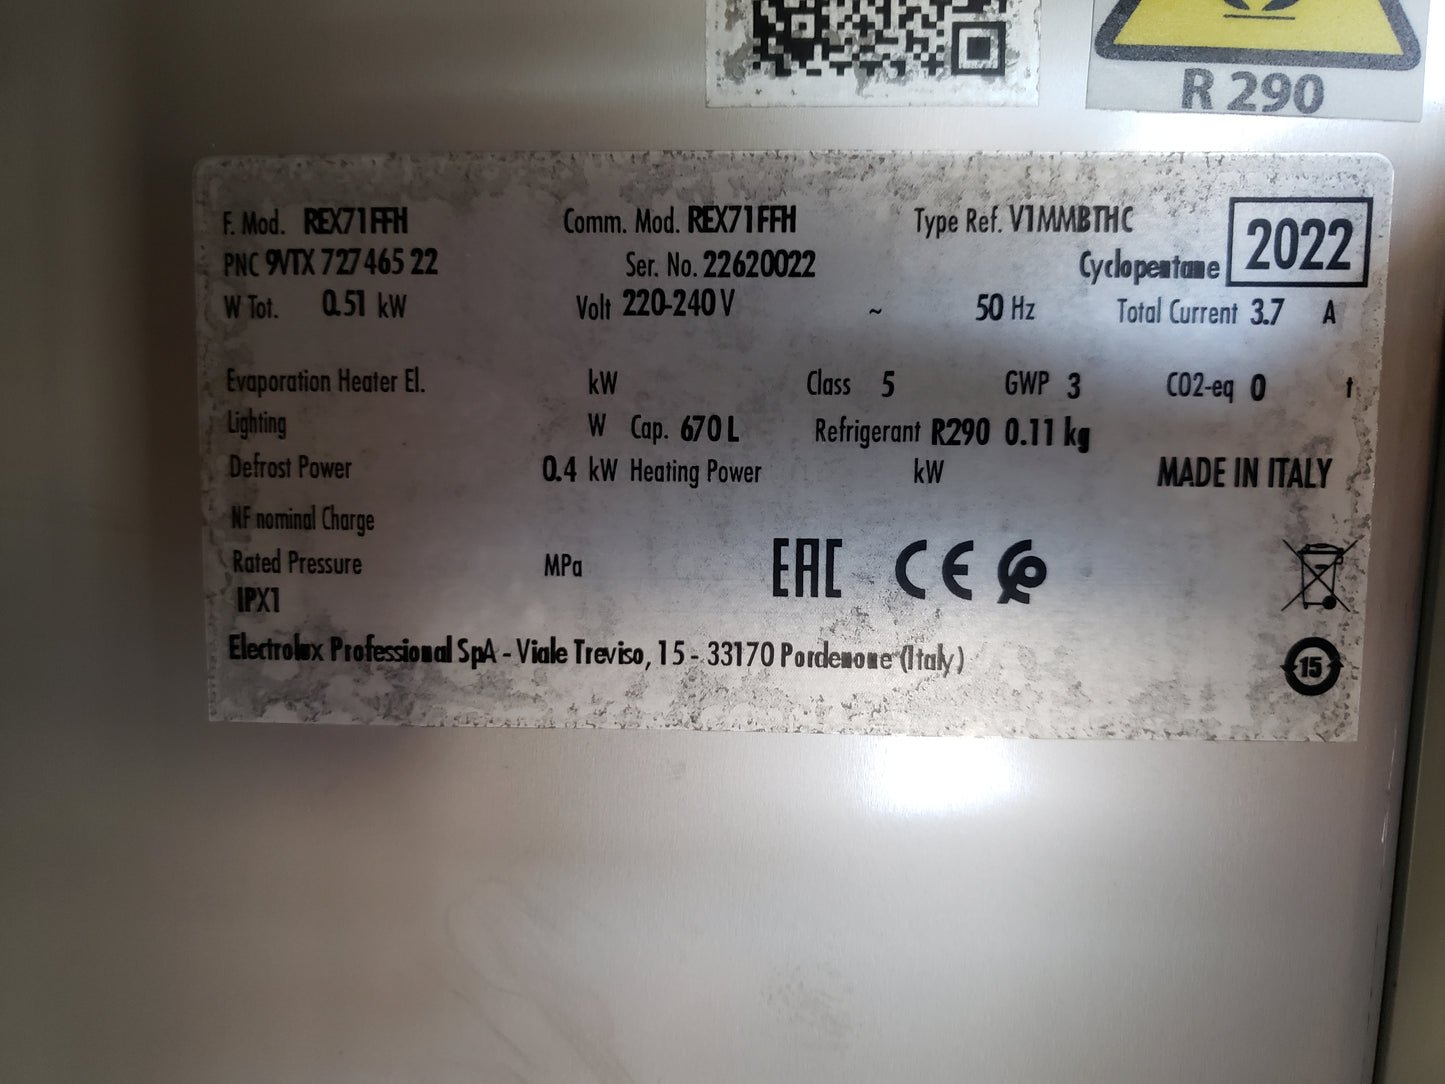 R 290
F. Mod. REX71FFH Comm. Mod. REX71FFH Type Ref. V1MMBTHC 2022
PNC 9VTX 727465 22 Ser. No. 22620022 Cyclopentane
W Tot. 0.51 kW Volt 220-240 V ~ 50 Hz Total Current 3.7 A
Evaporation Heater El. kW Class 5 GWP 3 CO2-eq 0 t
Lighting W Cap. 670 L Refrigerant R290 0.11 kg
Defrost Power 0.4 kW Heating Power kW MADE IN ITALY
NF nominal Charge
Rated Pressure MPa EAC CE
IPX1
Electrolux Professional SpA - Viale Treviso, 15 - 33170 Pordenone (Italy)
15